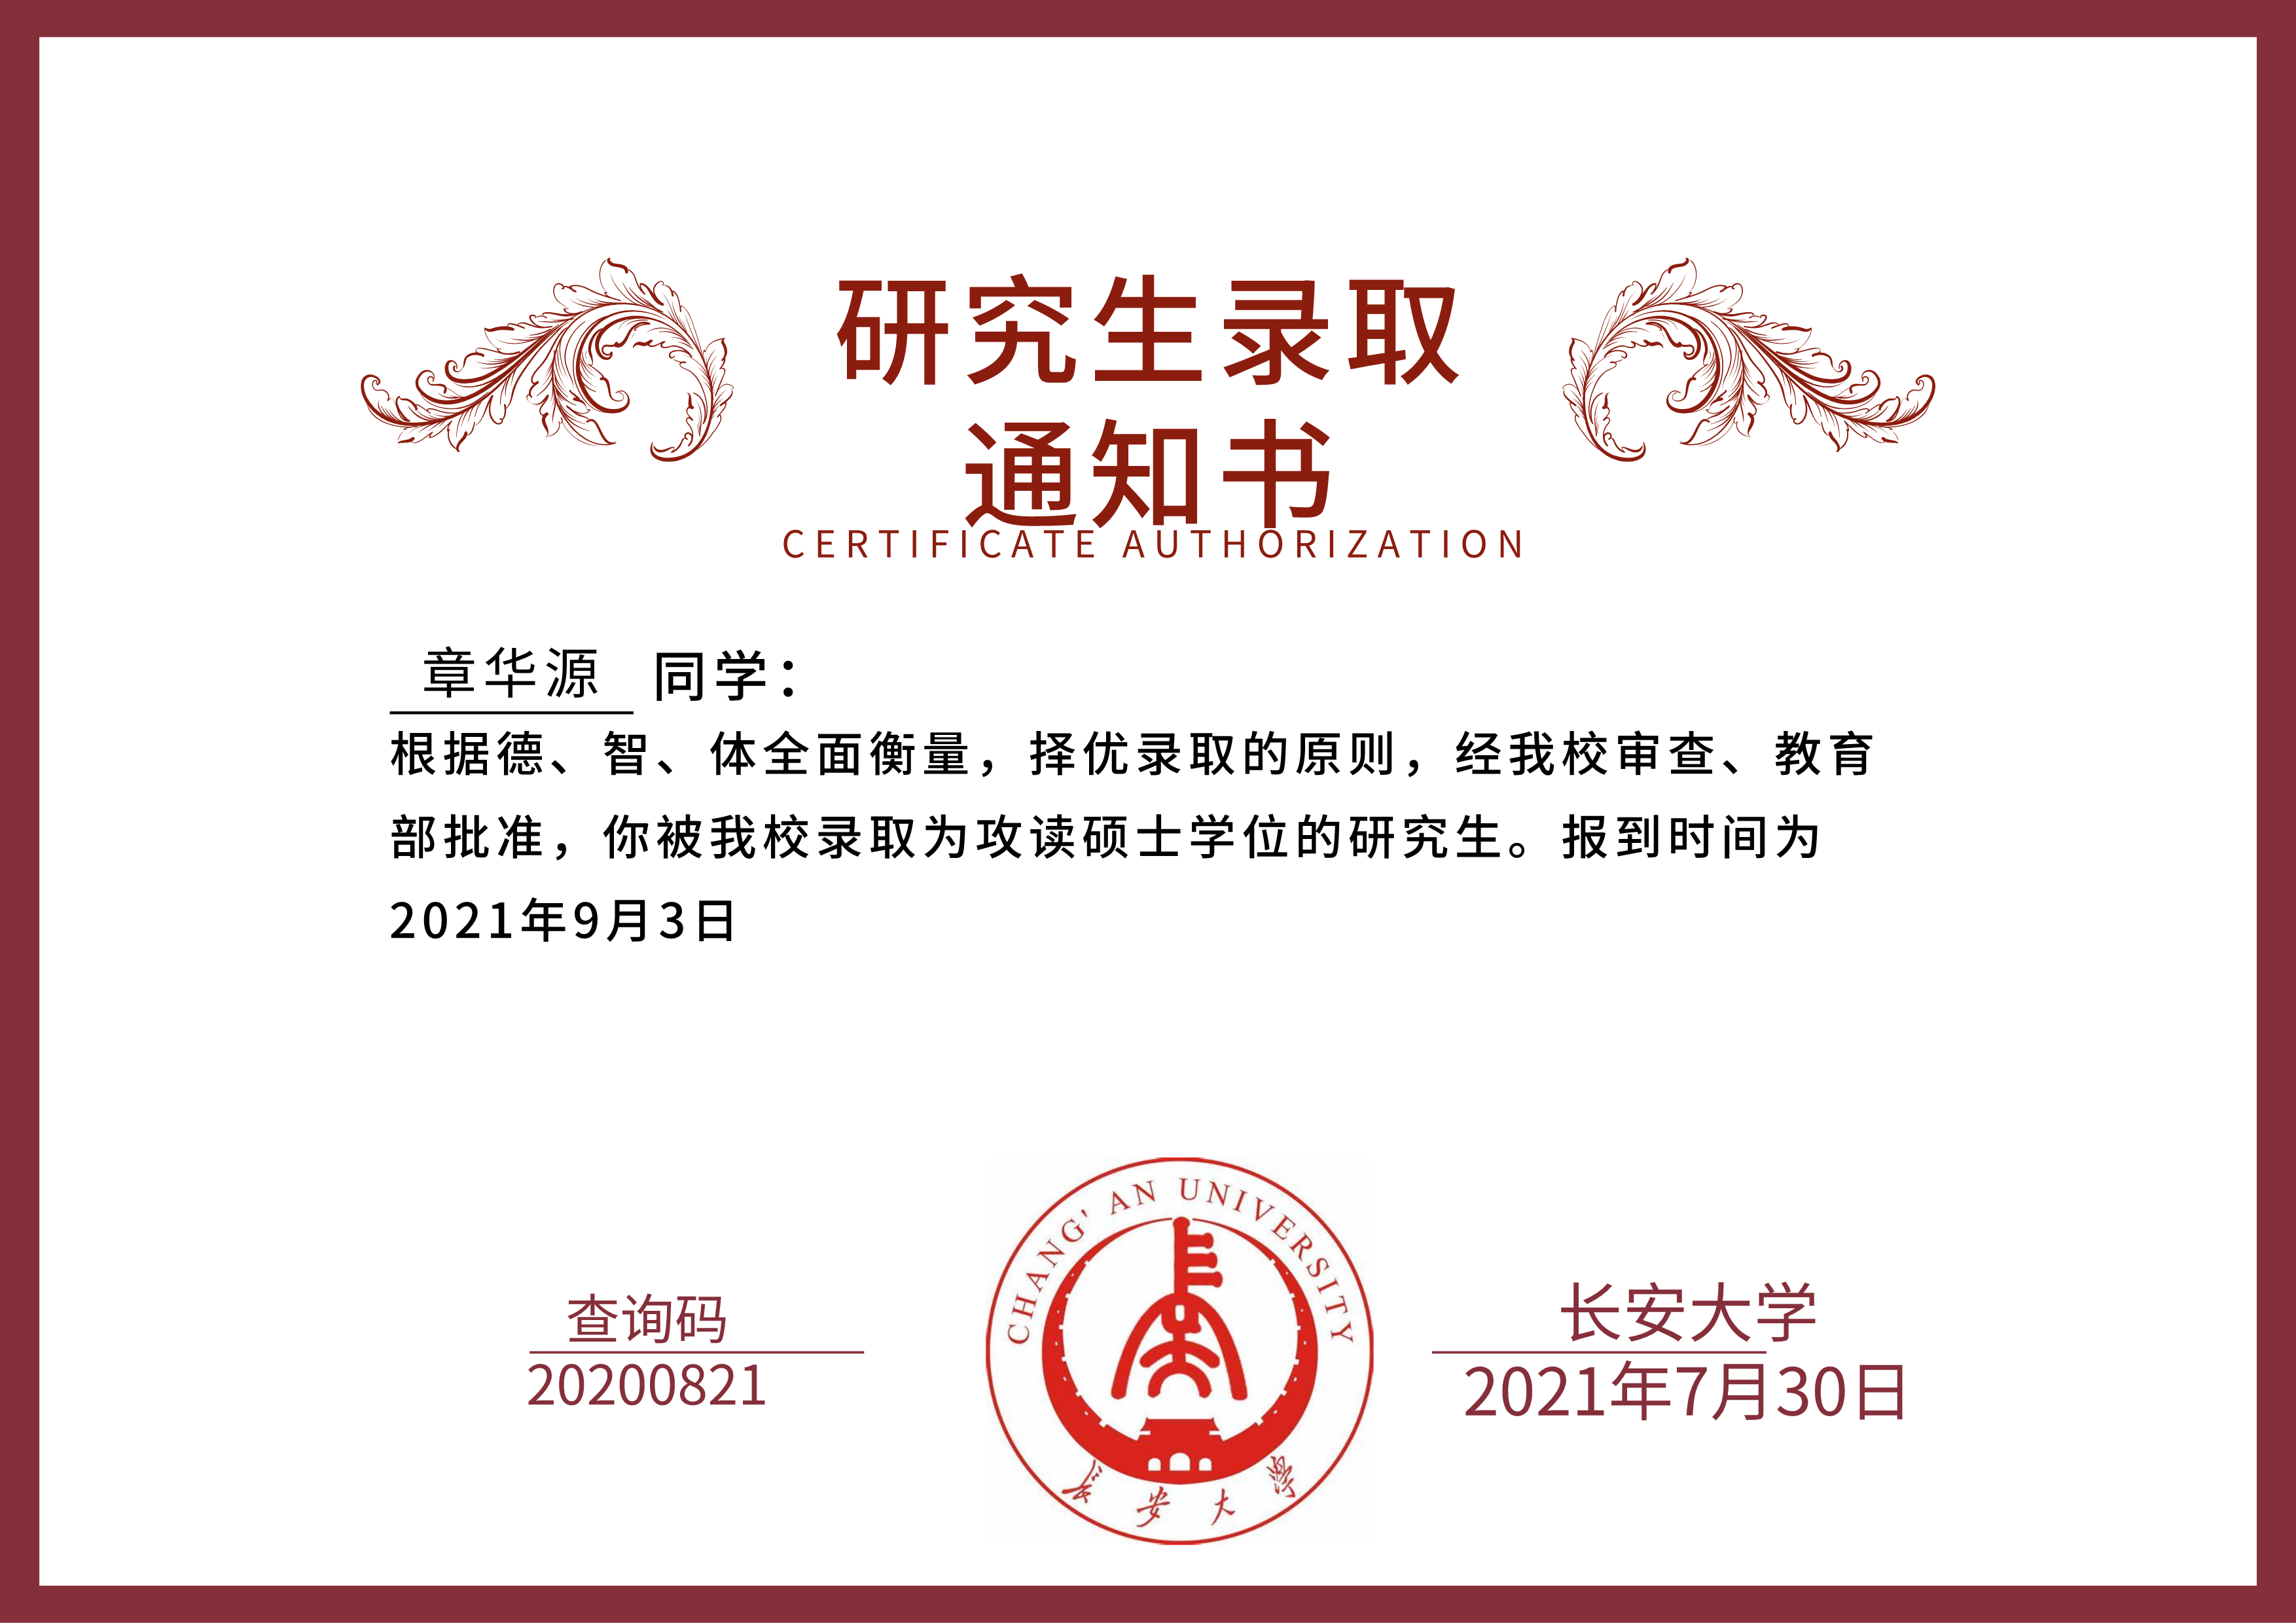 研究生录取
通知书
CERTIFICATE AUTHORIZATION
章华源 同学：
根据德、智、体全面衡量，择优录取的原则，经我校审查、教育
部批准，你被我校录取为攻读硕士学位的研究生。报到时间为
2021年9月3日
CHANG' AN UNIVERSITY
長安大學
查询码
20200821
长安大学
2021年7月30日